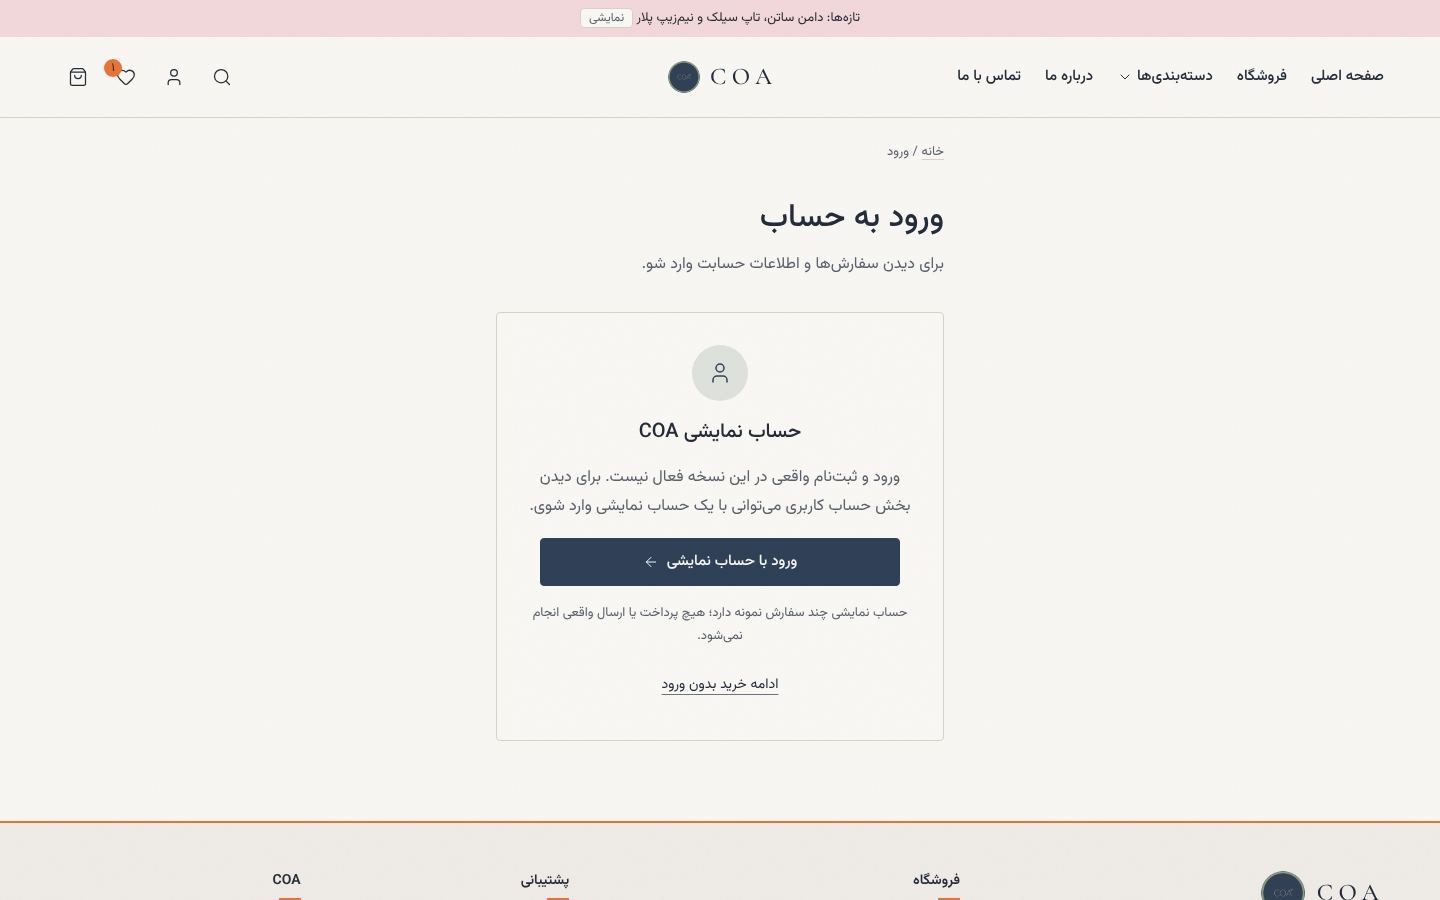 تازه‌ها: دامن ساتن، تاپ سیلک و نیم‌زیپ پلار نمایشی
صفحه اصلی فروشگاه دسته‌بندی‌ها درباره ما تماس با ما
COA
۱
خانه / ورود
ورود به حساب
برای دیدن سفارش‌ها و اطلاعات حسابت وارد شو.
حساب نمایشی COA
ورود و ثبت‌نام واقعی در این نسخه فعال نیست. برای دیدن
بخش حساب کاربری می‌توانی با یک حساب نمایشی وارد شوی.
ورود با حساب نمایشی
حساب نمایشی چند سفارش نمونه دارد؛ هیچ پرداخت یا ارسال واقعی انجام
نمی‌شود.
ادامه خرید بدون ورود
COA
فروشگاه
پشتیبانی
COA